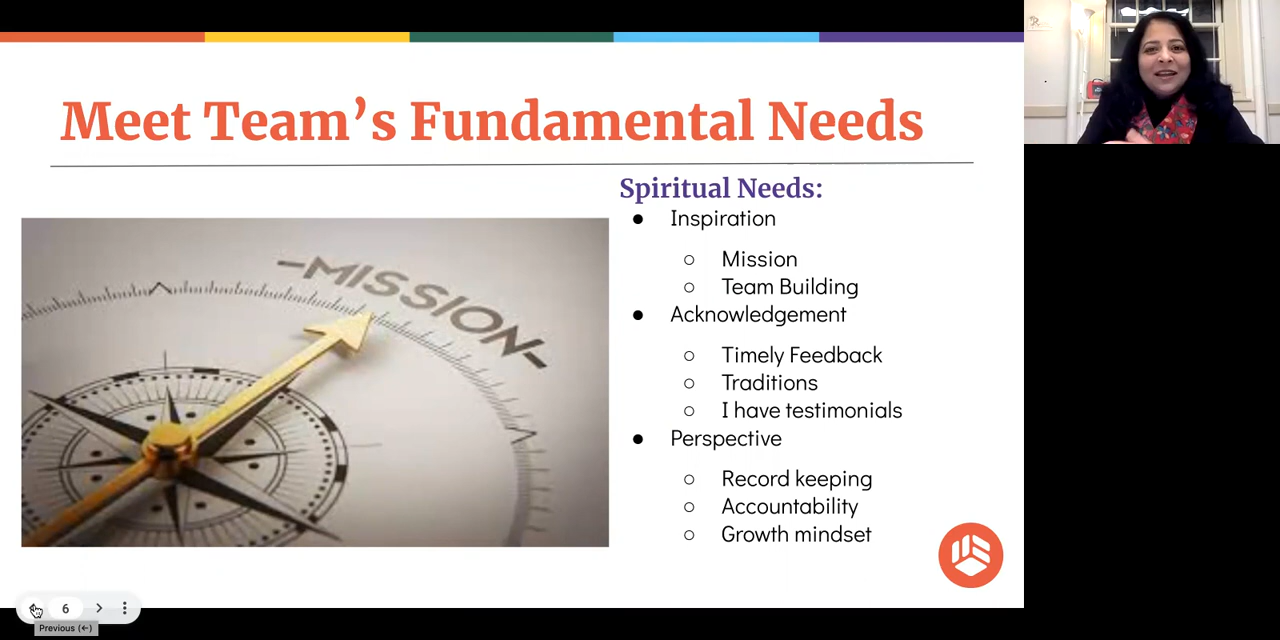 Meet Team’s Fundamental Needs
Spiritual Needs:
● Inspiration
○ Mission
○ Team Building
● Acknowledgement
○ Timely Feedback
○ Traditions
○ I have testimonials
● Perspective
○ Record keeping
○ Accountability
○ Growth mindset
-MISSION-
6
Previous (←)